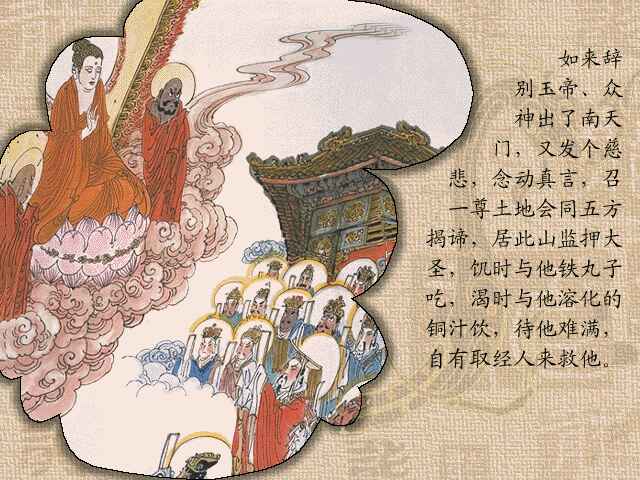 如来辞
别玉帝、众
神出了南天
门，又发个慈
悲，念动真言，召
一尊土地会同五方
揭谛，居此山监押大
圣，饥时与他铁丸子
吃，渴时与他溶化的
铜汁饮，待他难满，
自有取经人来救他。